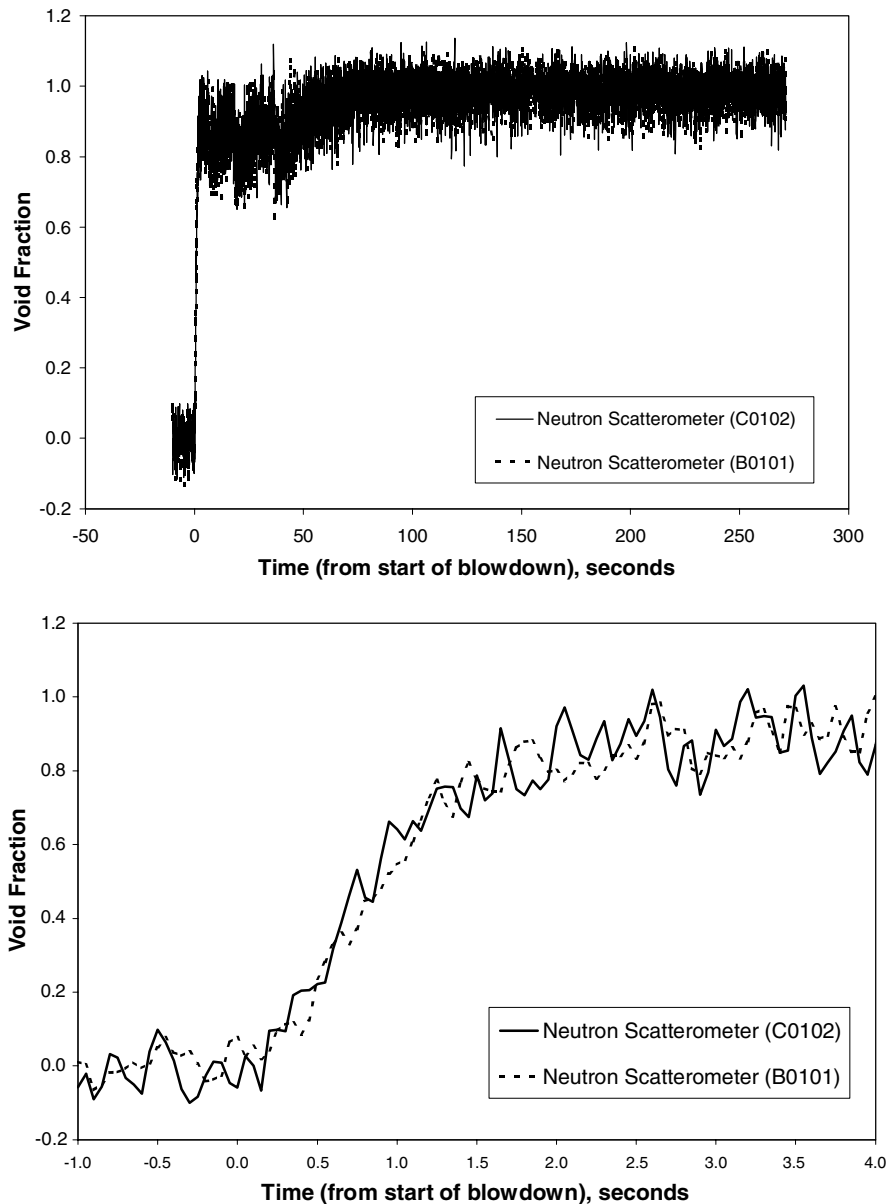 1.2
1.0
0.8
0.6
0.4
0.2
0.0
-0.2
Void Fraction
Neutron Scatterometer (C0102)
Neutron Scatterometer (B0101)
-50 0 50 100 150 200 250 300
Time (from start of blowdown), seconds
1.2
1.0
0.8
0.6
0.4
0.2
0.0
-0.2
Void Fraction
Neutron Scatterometer (C0102)
Neutron Scatterometer (B0101)
-1.0 -0.5 0.0 0.5 1.0 1.5 2.0 2.5 3.0 3.5 4.0
Time (from start of blowdown), seconds